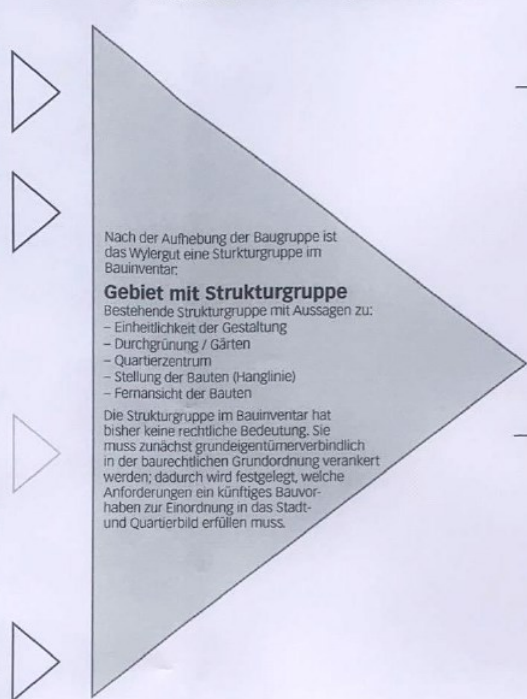 Nach der Aufhebung der Baugruppe ist
das Wylergut eine Sturkturgruppe im
Bauinventar:
Gebiet mit Strukturgruppe
Bestehende Strukturgruppe mit Aussagen zu:
– Einheitlichkeit der Gestaltung
– Durchgrünung / Gärten
– Quartierzentrum
– Stellung der Bauten (Hanglinie)
– Fernansicht der Bauten
Die Strukturgruppe im Bauinventar hat
bisher keine rechtliche Bedeutung. Sie
muss zunächst grundeigentümerverbindlich
in der baurechtlichen Grundordnung verankert
werden; dadurch wird festgelegt, welche
Anforderungen ein künftiges Bauvor-
haben zur Einordnung in das Stadt-
und Quartierbild erfüllen muss.